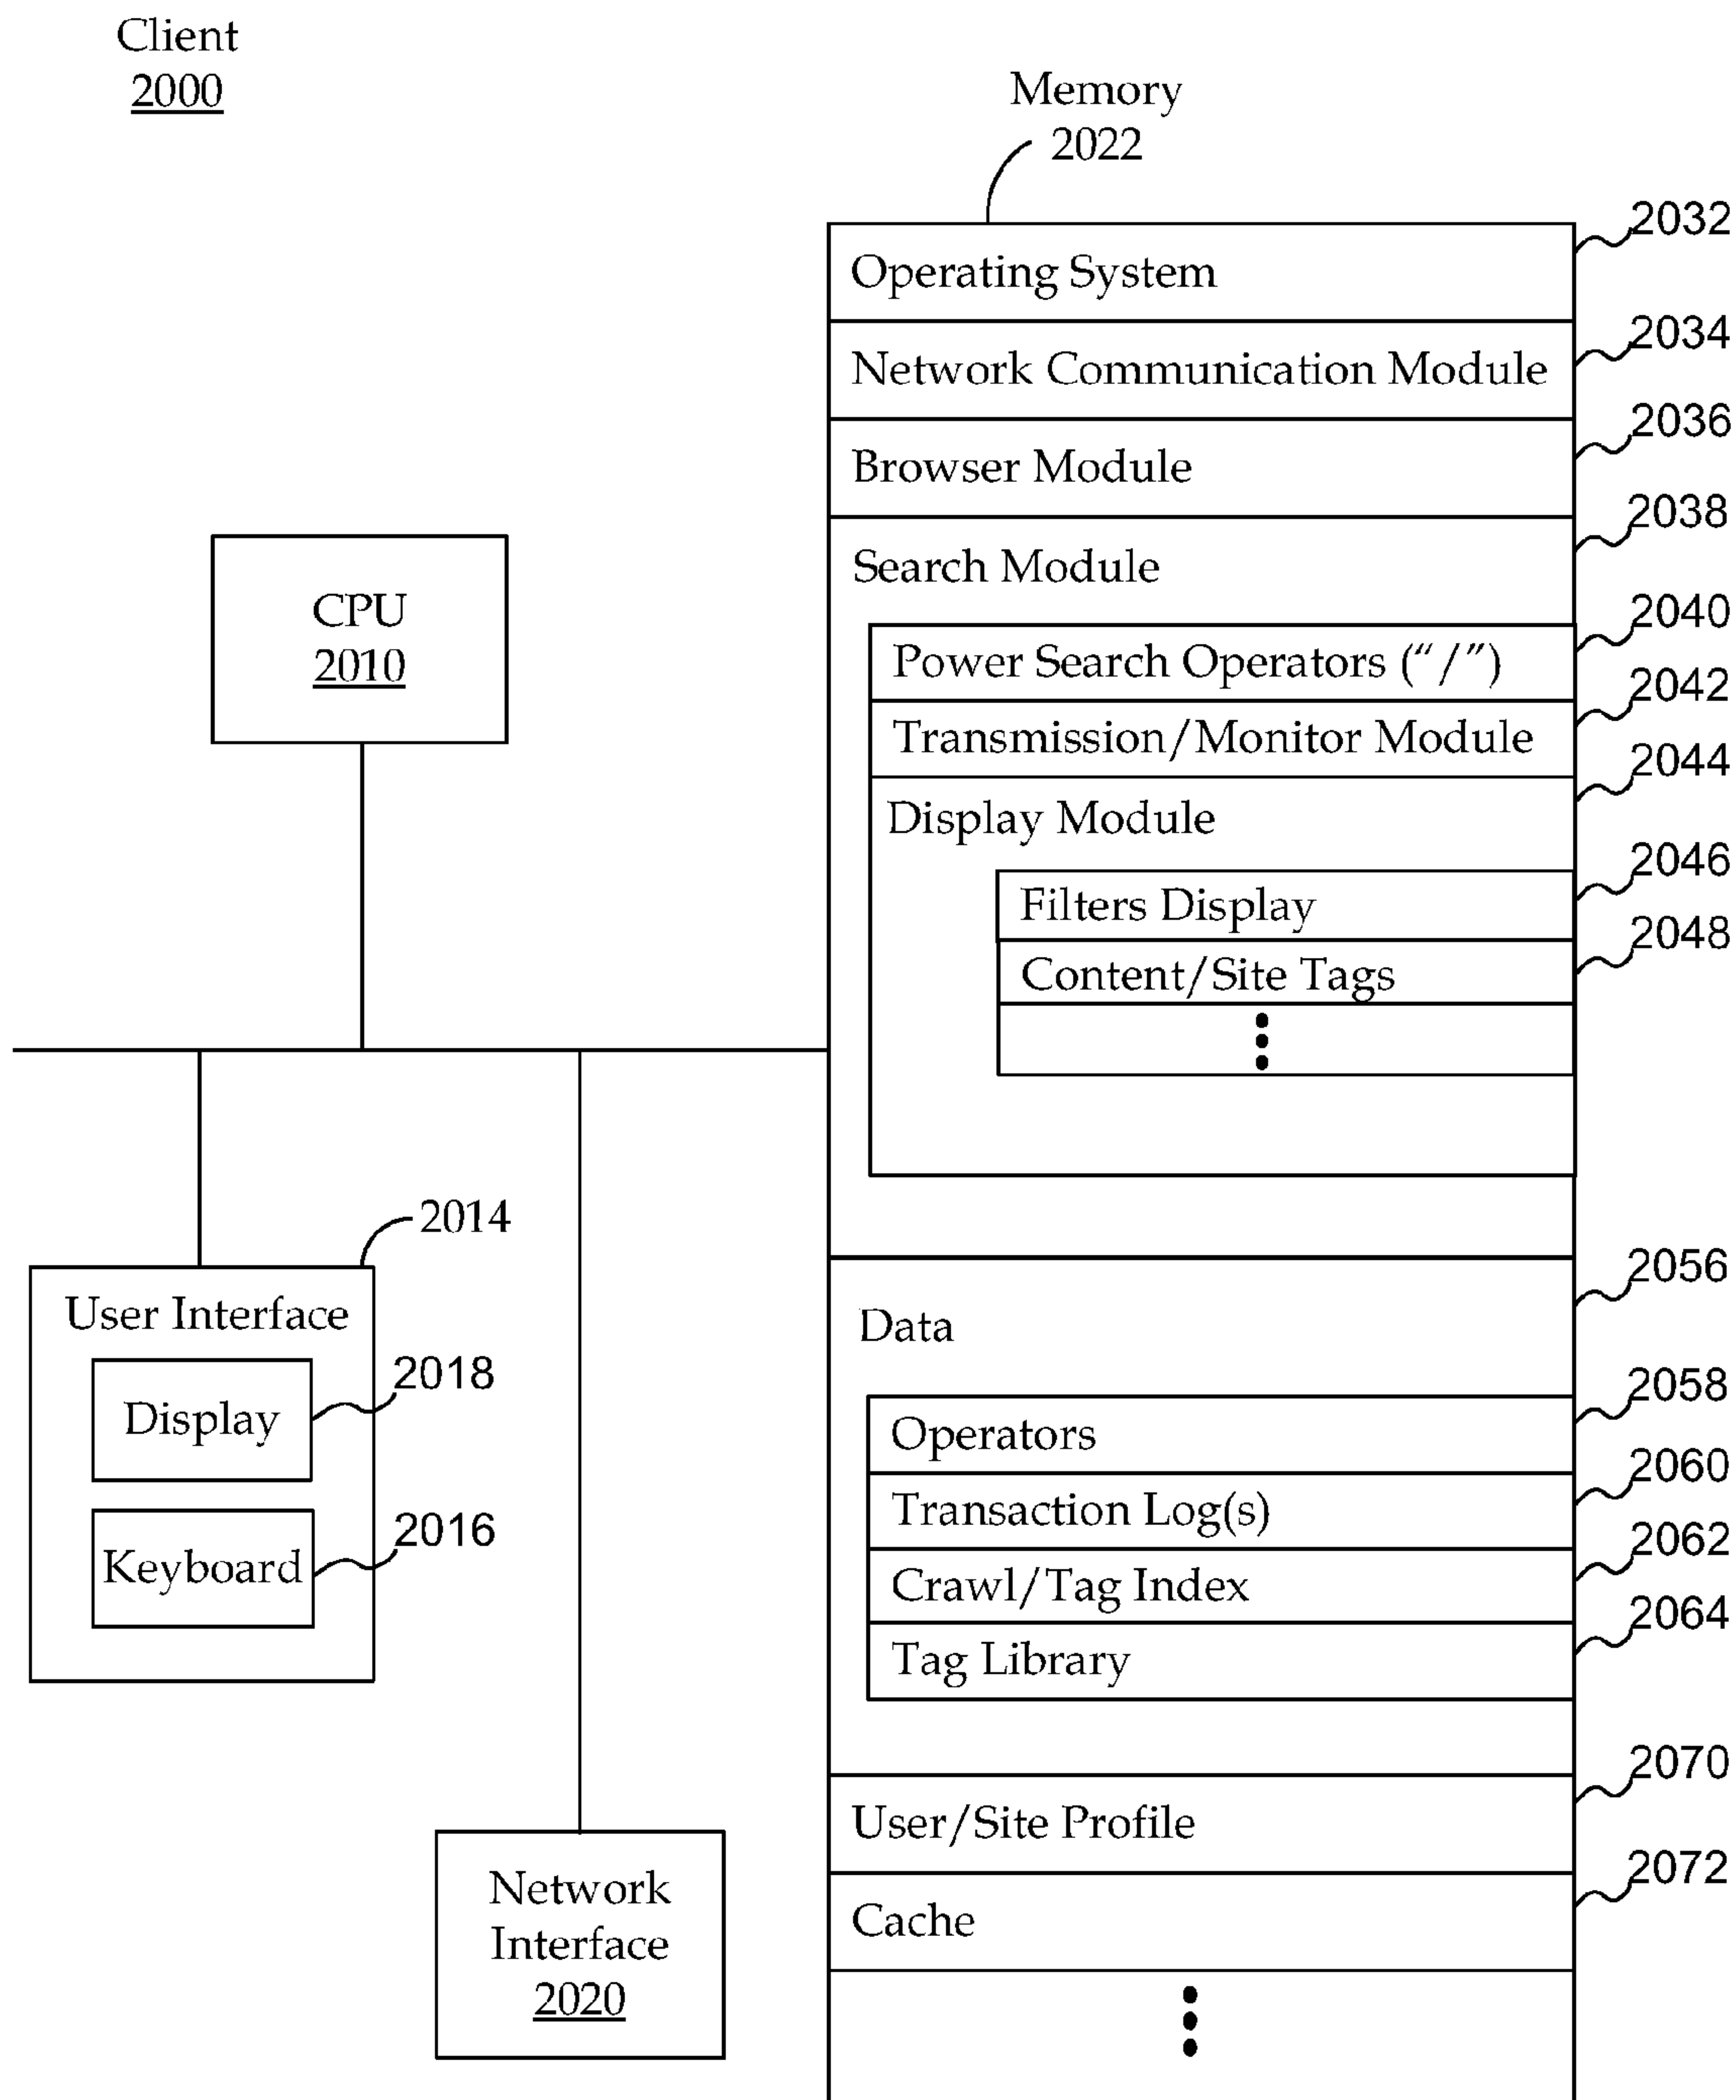 Client
2000
Memory
2022
Operating System
2032
Network Communication Module
2034
Browser Module
2036
Search Module
2038
Power Search Operators (“/”)
2040
Transmission/Monitor Module
2042
Display Module
2044
Filters Display
2046
Content/Site Tags
2048
CPU
2010
2014
User Interface
Display
2018
Keyboard
2016
Network
Interface
2020
Data
2056
Operators
2058
Transaction Log(s)
2060
Crawl/Tag Index
2062
Tag Library
2064
User/Site Profile
2070
Cache
2072